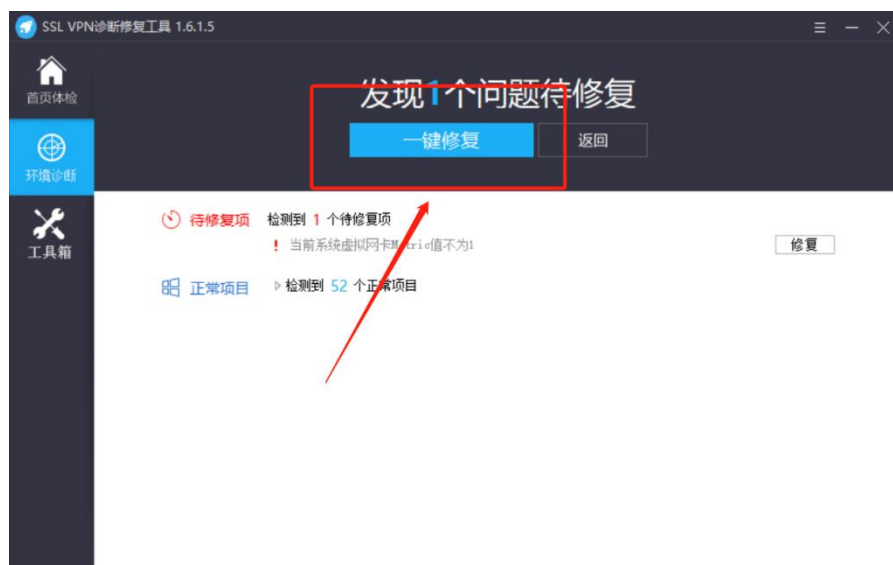 SSL VPN诊断修复工具 1.6.1.5
首页体检
环境诊断
工具箱
发现1个问题待修复
一键修复
返回
待修复项 检测到 1 个待修复项
! 当前系统虚拟网卡Metric值不为1
修复
正常项目 检测到 52 个正常项目